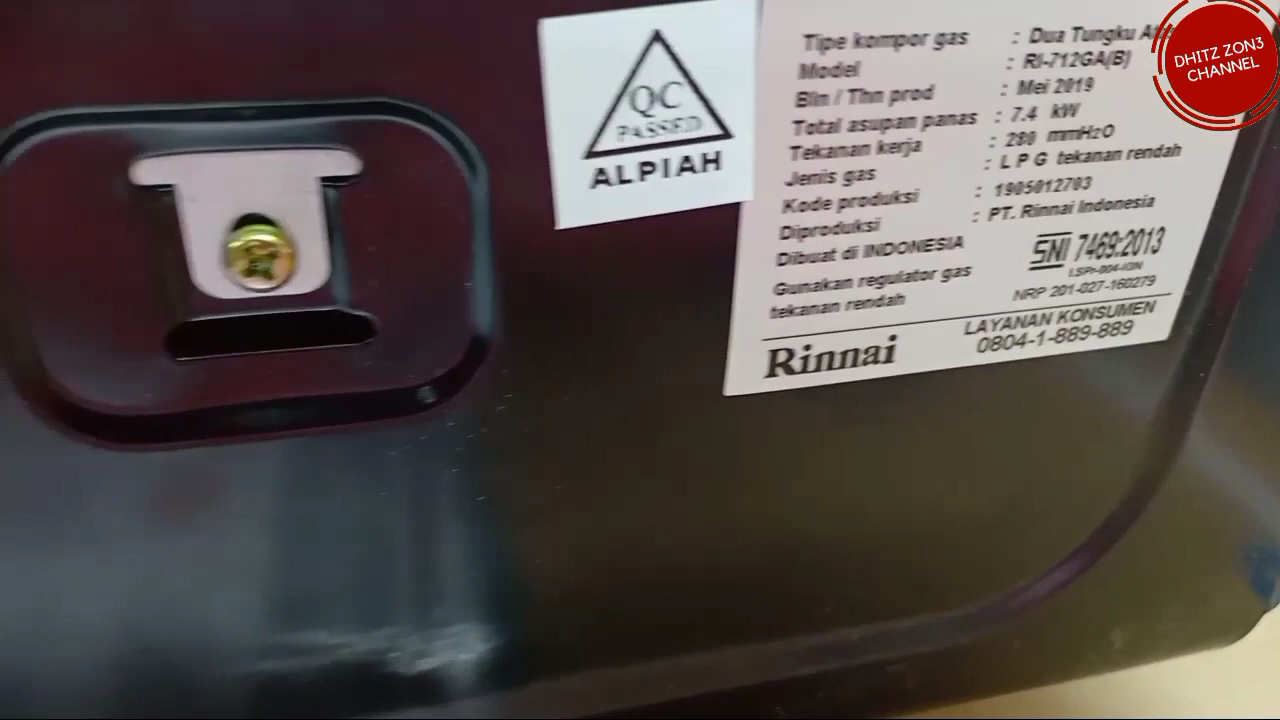 QC
PASSED
ALPIAH
Tipe kompor gas : Dua Tungku
Model : RI-712GA(B)
Bln / Thn prod : Mei 2019
Total asupan panas : 7.4 kW
Tekanan kerja : 280 mmH2O
Jenis gas : L P G tekanan rendah
Kode produksi : 1905012703
Diproduksi : PT. Rinnai Indonesia
Dibuat di INDONESIA
SNI 7469:2013
LSPr-004-IDN
NRP 201-027-160279
Gunakan regulator gas
tekanan rendah
Rinnai
LAYANAN KONSUMEN
0804-1-889-889
DHITZ ZON3
CHANNEL